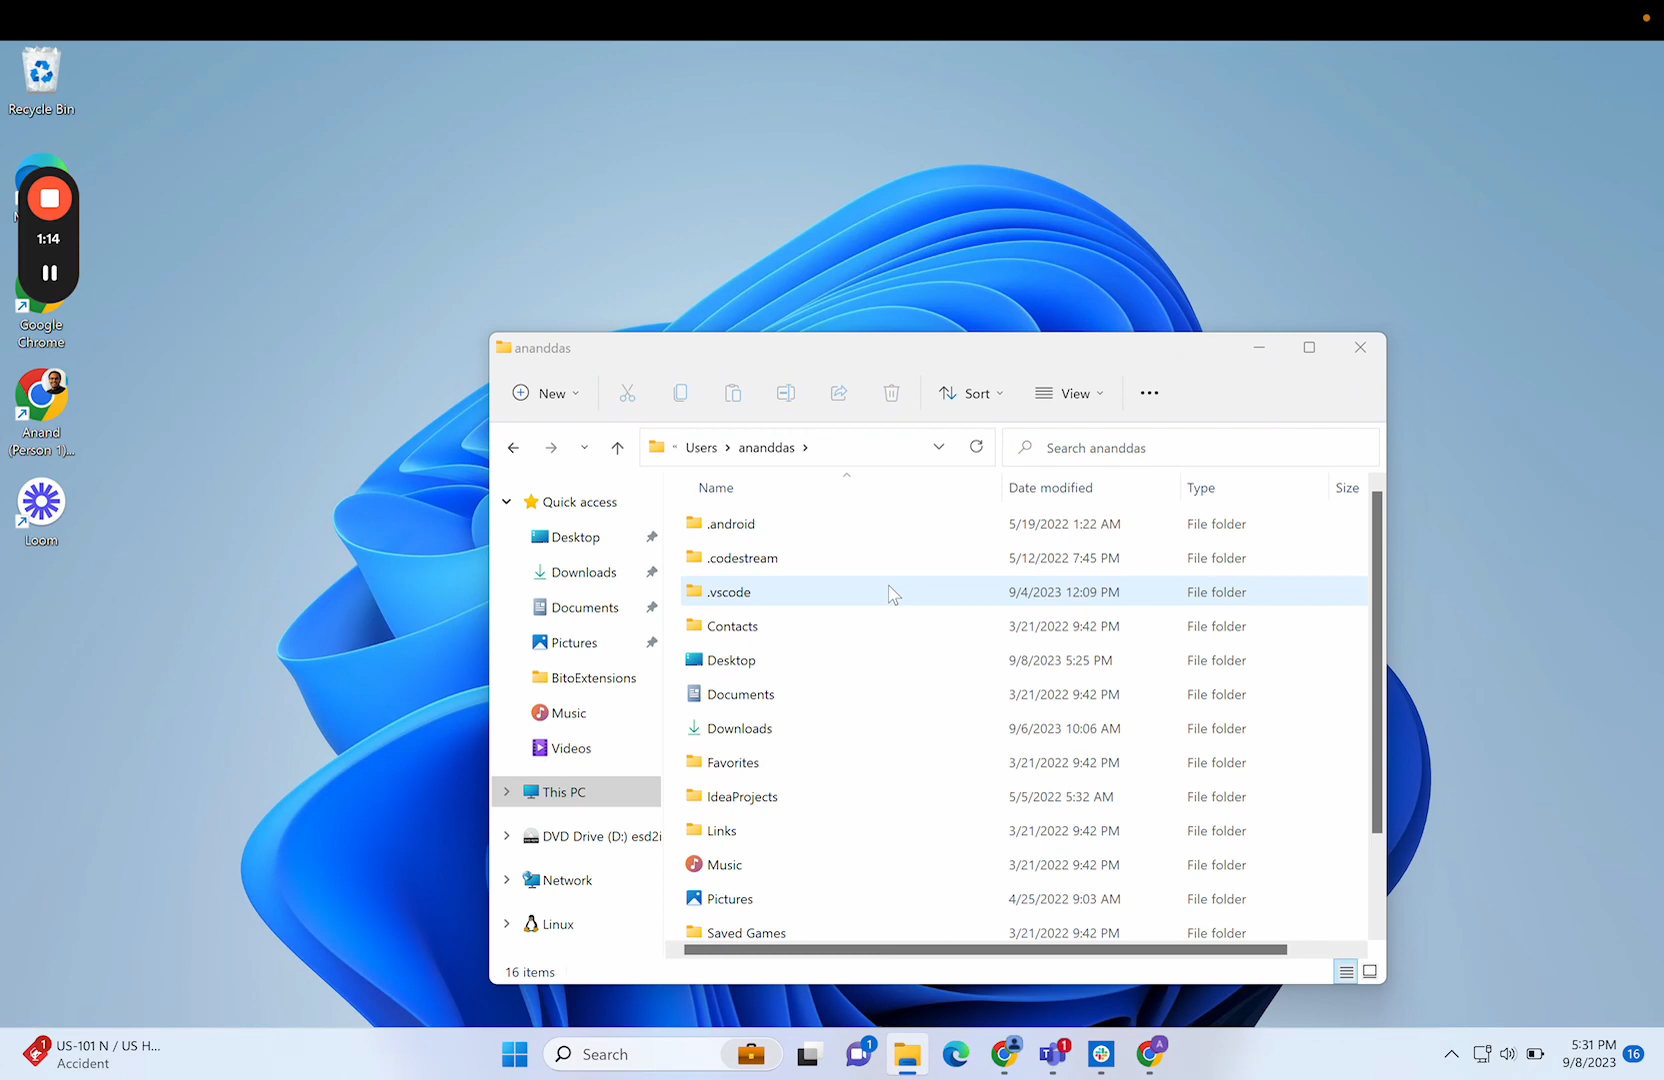 Recycle Bin
1:14
Google
Chrome
Anand
(Person 1)...
Loom
ananddas
New
Sort
View
Users
ananddas
Search ananddas
Name
Date modified
Type
Size
Quick access
Desktop
Downloads
Documents
Pictures
BitoExtensions
Music
Videos
This PC
DVD Drive (D:) esd2i
Network
Linux
.android 5/19/2022 1:22 AM File folder
.codestream 5/12/2022 7:45 PM File folder
.vscode 9/4/2023 12:09 PM File folder
Contacts 3/21/2022 9:42 PM File folder
Desktop 9/8/2023 5:25 PM File folder
Documents 3/21/2022 9:42 PM File folder
Downloads 9/6/2023 10:06 AM File folder
Favorites 3/21/2022 9:42 PM File folder
IdeaProjects 5/5/2022 5:32 AM File folder
Links 3/21/2022 9:42 PM File folder
Music 3/21/2022 9:42 PM File folder
Pictures 4/25/2022 9:03 AM File folder
Saved Games 3/21/2022 9:42 PM File folder
16 items
1
US-101 N / US H...
Accident
Search
1
1
A
5:31 PM
9/8/2023
16